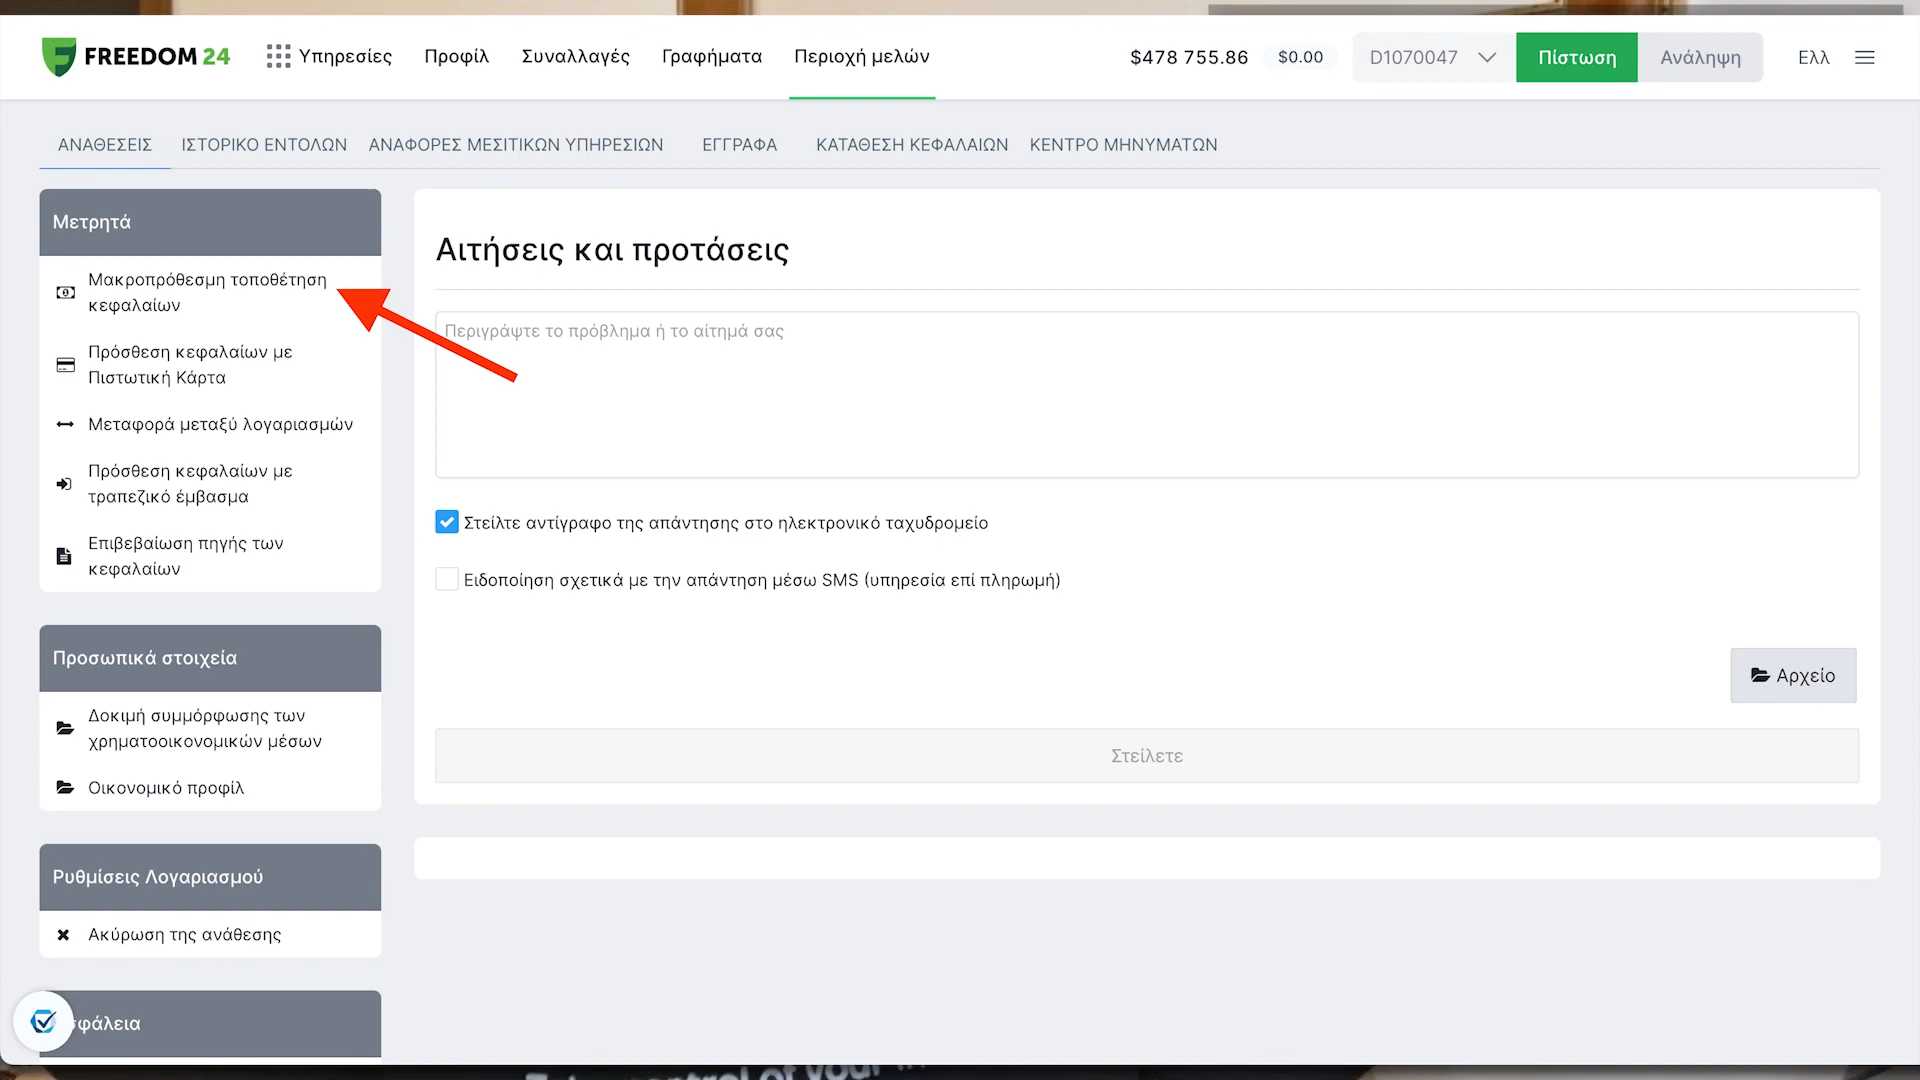 FREEDOM 24
Υπηρεσίες
Προφίλ
Συναλλαγές
Γραφήματα
Περιοχή μελών
$478 755.86
$0.00
D1070047
Πίστωση
Ανάληψη
Ελλ
ΑΝΑΘΕΣΕΙΣ
ΙΣΤΟΡΙΚΟ ΕΝΤΟΛΩΝ
ΑΝΑΦΟΡΕΣ ΜΕΣΙΤΙΚΩΝ ΥΠΗΡΕΣΙΩΝ
ΕΓΓΡΑΦΑ
ΚΑΤΑΘΕΣΗ ΚΕΦΑΛΑΙΩΝ
ΚΕΝΤΡΟ ΜΗΝΥΜΑΤΩΝ
Μετρητά
Μακροπρόθεσμη τοποθέτηση
κεφαλαίων
Πρόσθεση κεφαλαίων με
Πιστωτική Κάρτα
Μεταφορά μεταξύ λογαριασμών
Πρόσθεση κεφαλαίων με
τραπεζικό έμβασμα
Επιβεβαίωση πηγής των
κεφαλαίων
Προσωπικά στοιχεία
Δοκιμή συμμόρφωσης των
χρηματοοικονομικών μέσων
Οικονομικό προφίλ
Ρυθμίσεις Λογαριασμού
Ακύρωση της ανάθεσης
σφάλεια
Αιτήσεις και προτάσεις
Περιγράψτε το πρόβλημα ή το αίτημά σας
Στείλτε αντίγραφο της απάντησης στο ηλεκτρονικό ταχυδρομείο
Ειδοποίηση σχετικά με την απάντηση μέσω SMS (υπηρεσία επί πληρωμή)
Αρχείο
Στείλετε
of your